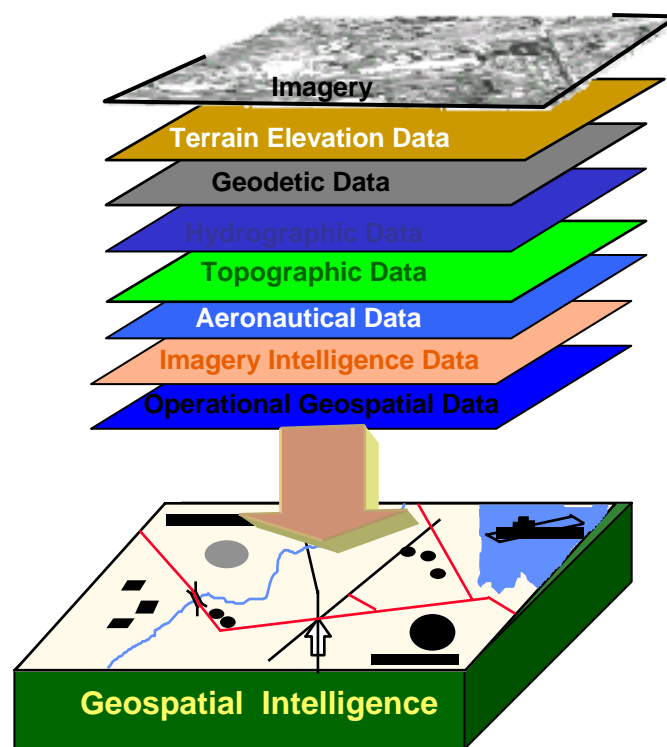 Imagery
Terrain Elevation Data
Geodetic Data
Hydrographic Data
Topographic Data
Aeronautical Data
Imagery Intelligence Data
Operational Geospatial Data
Geospatial Intelligence